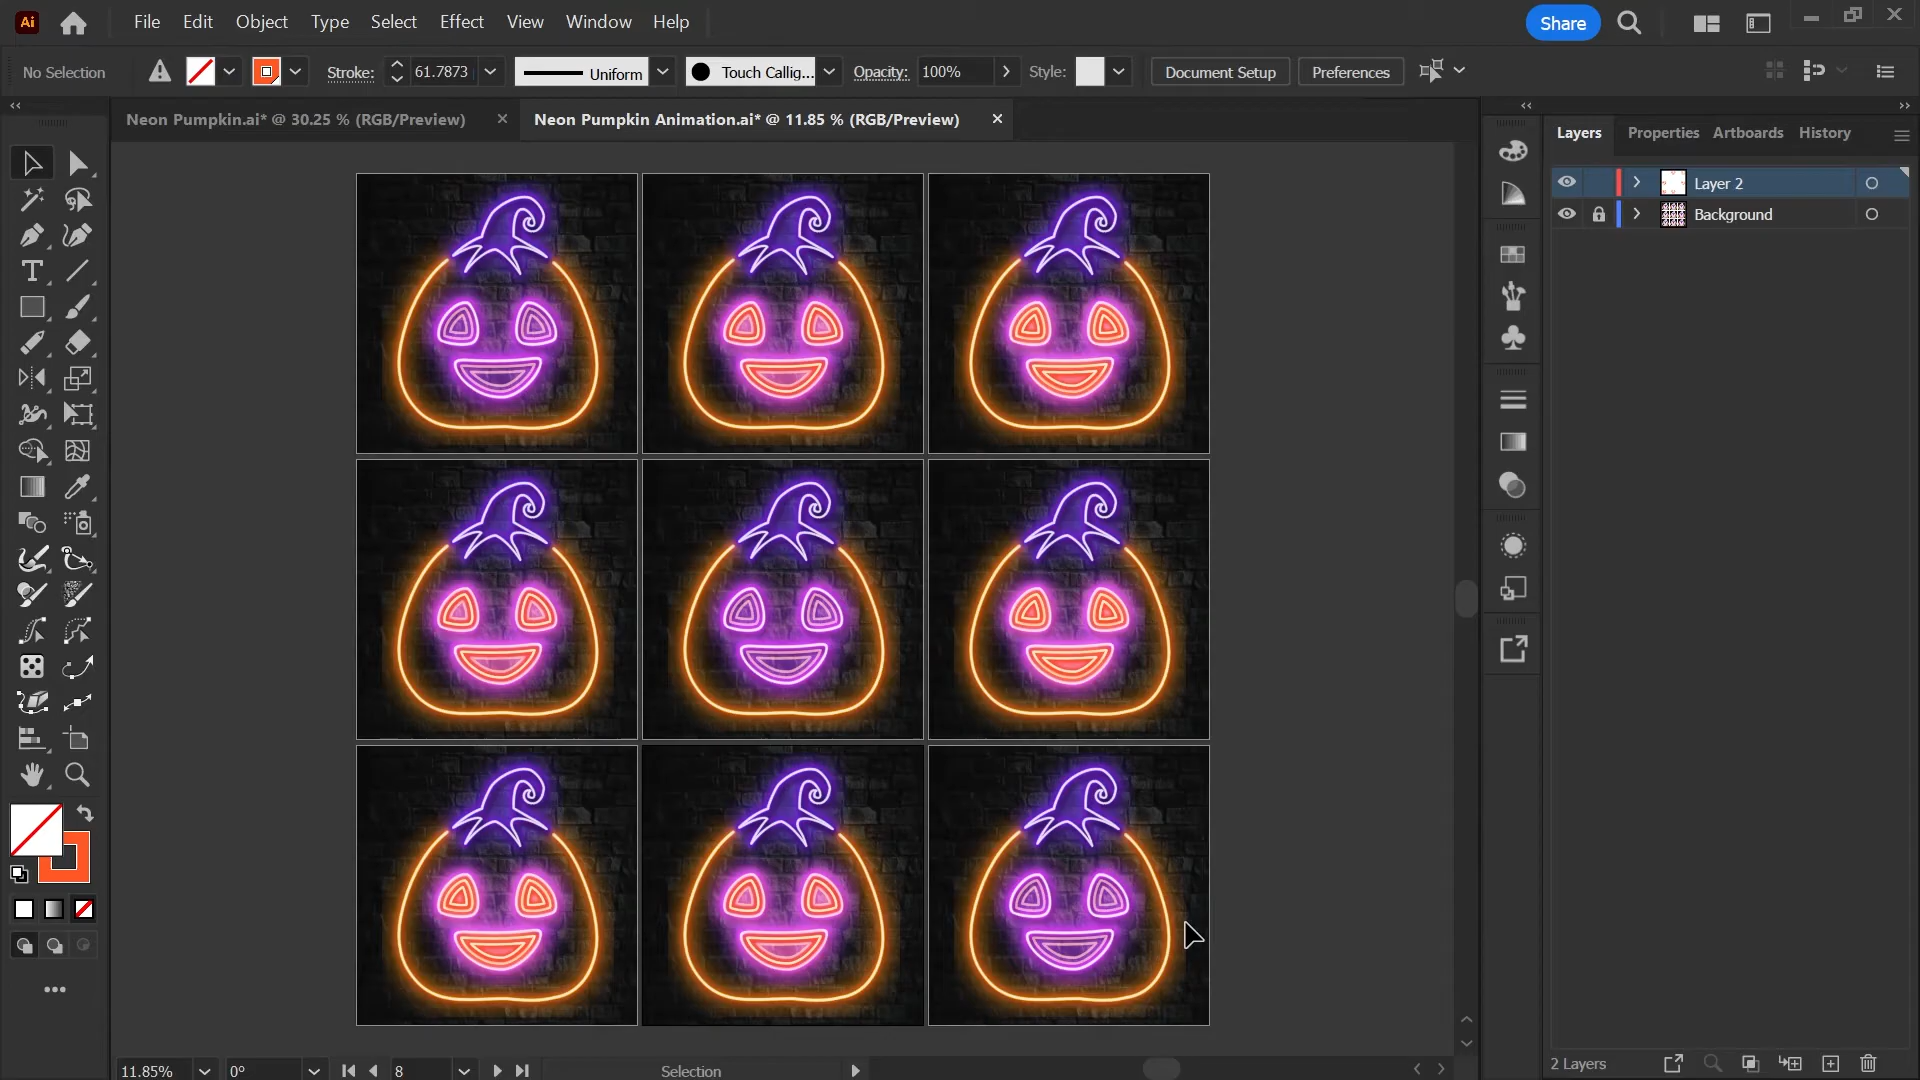 Ai File Edit Object Type Select Effect View Window Help Share
No Selection Stroke: 61.7873 Uniform Touch Callig... Opacity: 100% Style: Document Setup Preferences
Neon Pumpkin.ai* @ 30.25 % (RGB/Preview) Neon Pumpkin Animation.ai* @ 11.85 % (RGB/Preview)
Layers Properties Artboards History
Layer 2
Background
2 Layers
11.85% 0° 8 Selection